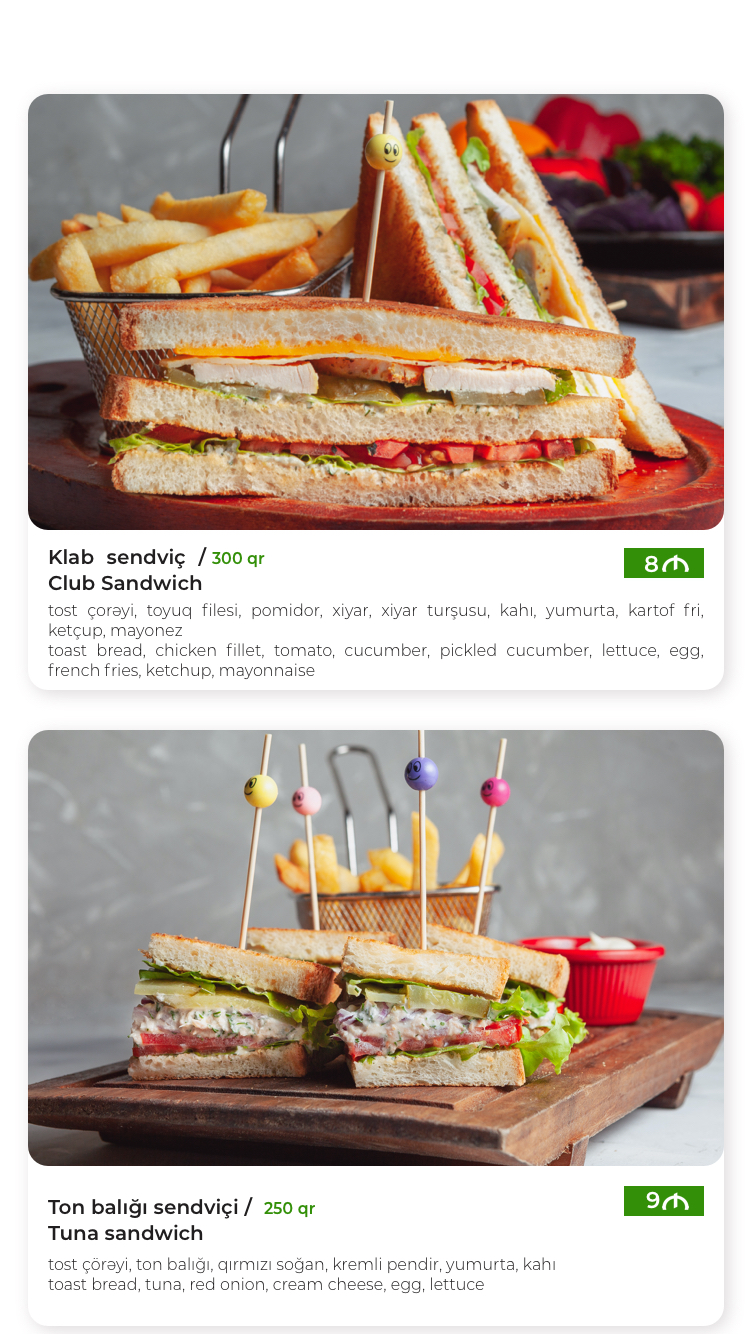 Klab sendviç / 300 qr
8₼
Club Sandwich
tost çorəyi, toyuq filesi, pomidor, xiyar, xiyar turşusu, kahı, yumurta, kartof fri,
ketçup, mayonez
toast bread, chicken fillet, tomato, cucumber, pickled cucumber, lettuce, egg,
french fries, ketchup, mayonnaise
Ton balığı sendviçi / 250 qr
9₼
Tuna sandwich
tost çörəyi, ton balığı, qırmızı soğan, kremli pendir, yumurta, kahı
toast bread, tuna, red onion, cream cheese, egg, lettuce